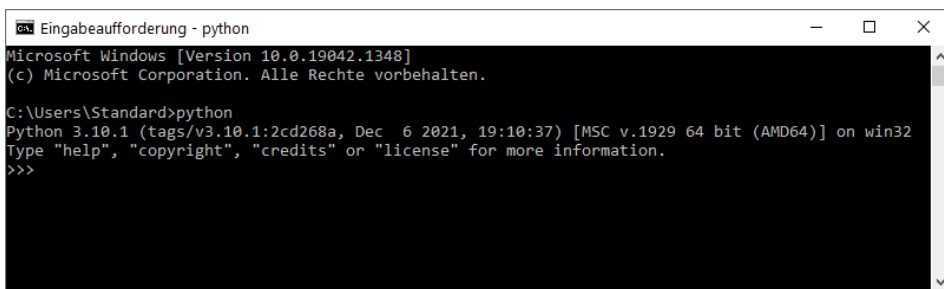 Eingabeaufforderung - python
Microsoft Windows [Version 10.0.19042.1348]
(c) Microsoft Corporation. Alle Rechte vorbehalten.
C:\Users\Standard>python
Python 3.10.1 (tags/v3.10.1:2cd268a, Dec  6 2021, 19:10:37) [MSC v.1929 64 bit (AMD64)] on win32
Type "help", "copyright", "credits" or "license" for more information.
>>>